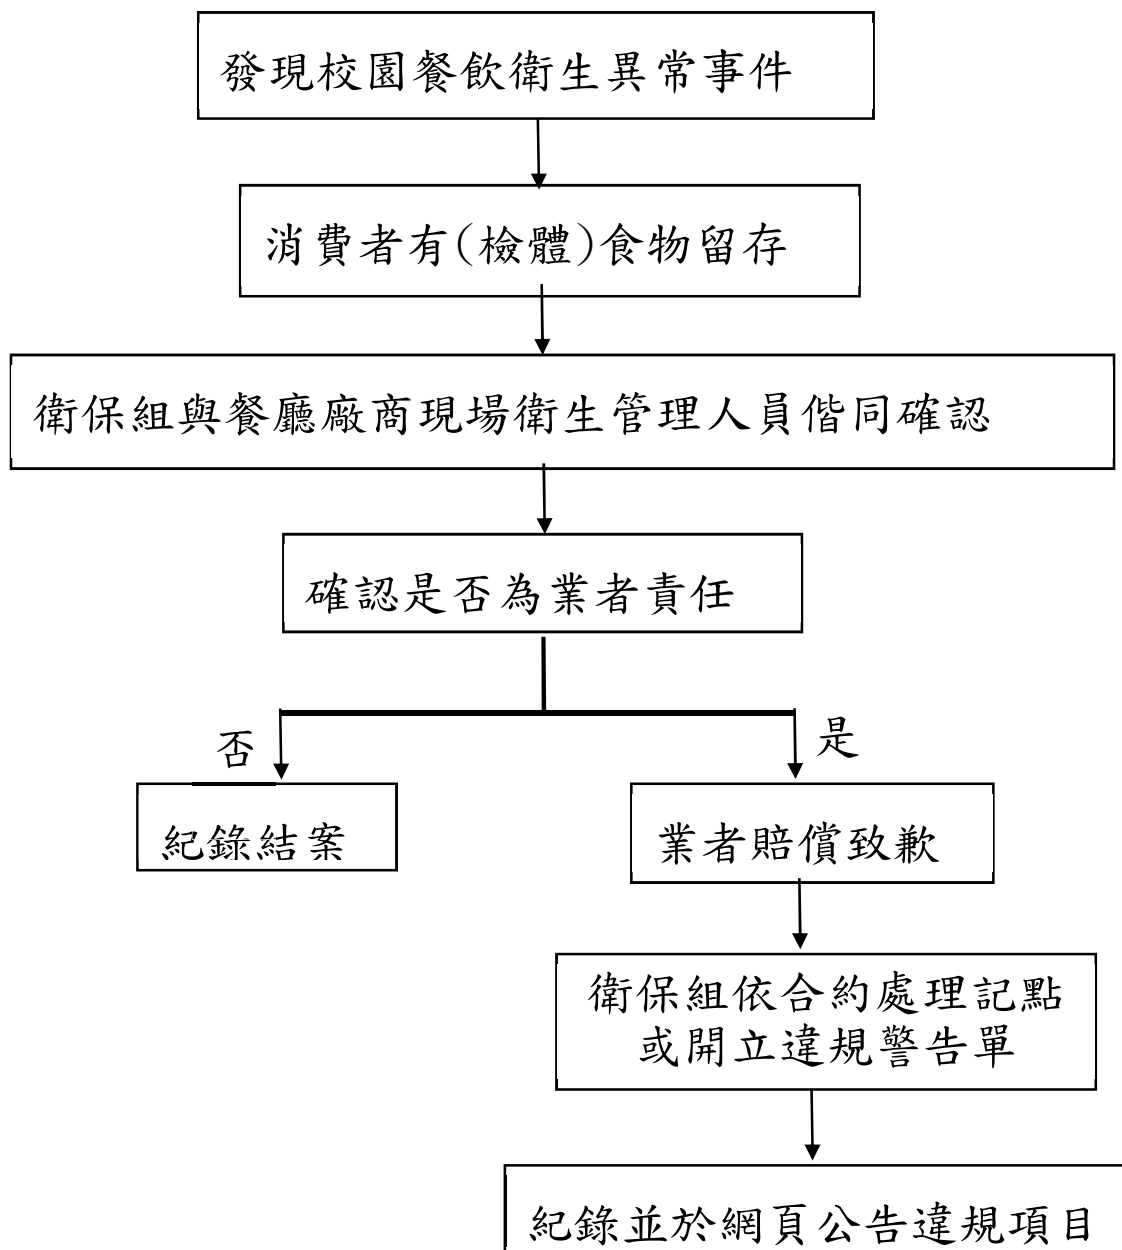 發現校園餐飲衛生異常事件
消費者有(檢體)食物留存
衛保組與餐廳廠商現場衛生管理人員偕同確認
確認是否為業者責任
否
是
紀錄結案
業者賠償致歉
衛保組依合約處理記點
或開立違規警告單
紀錄並於網頁公告違規項目